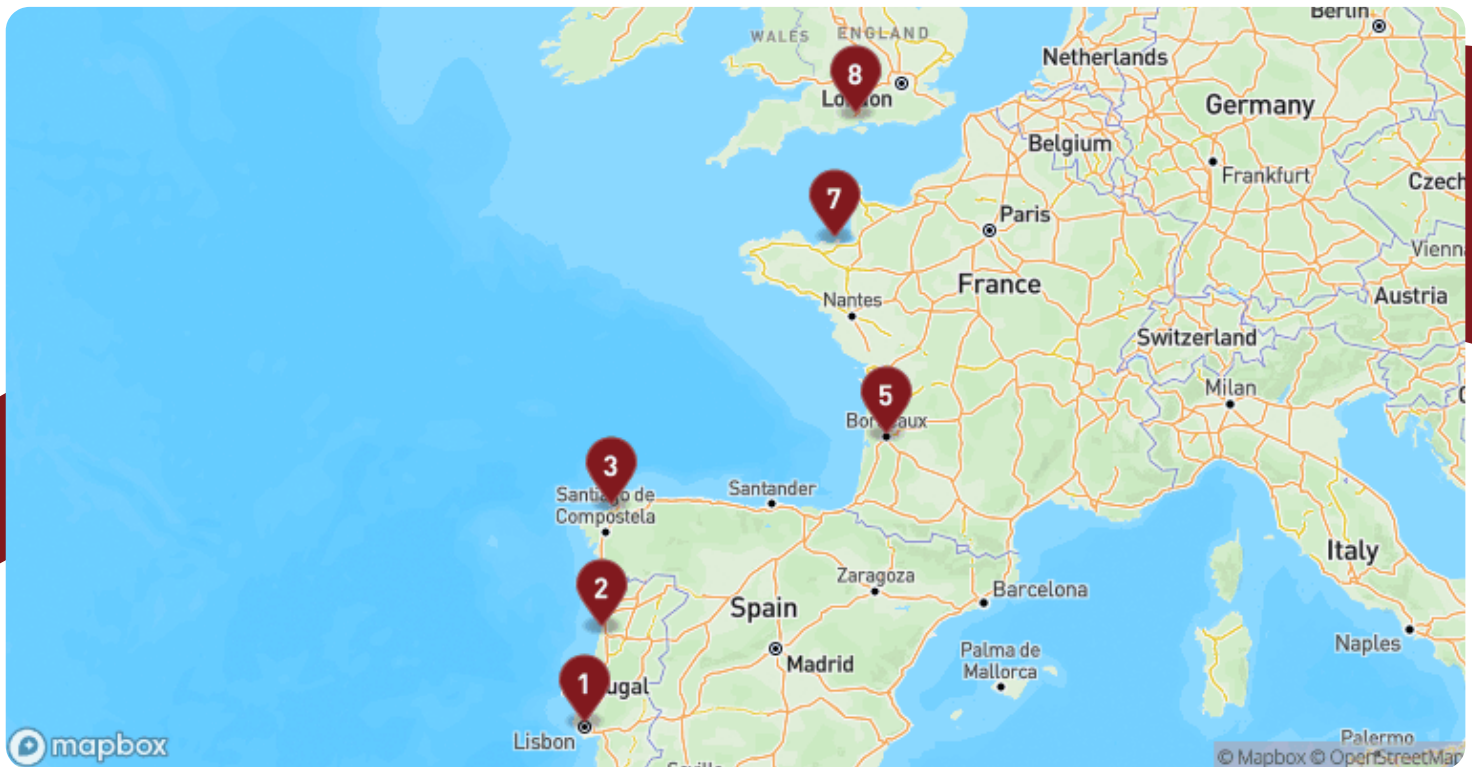 Berlin
WALES
ENGLAND
Netherlands
8
London
Germany
Belgium
Frankfurt
Czech
7
Paris
Vienn
France
Austria
Nantes
Switzerland
5
Milan
Bordeaux
3
Santander
Santiago de
Compostela
Italy
2
Zaragoza
Barcelona
Spain
Naples
Palma de
Mallorca
Madrid
1
ugal
Lisbon
Palermo
mapbox
© Mapbox © OpenStreetMap